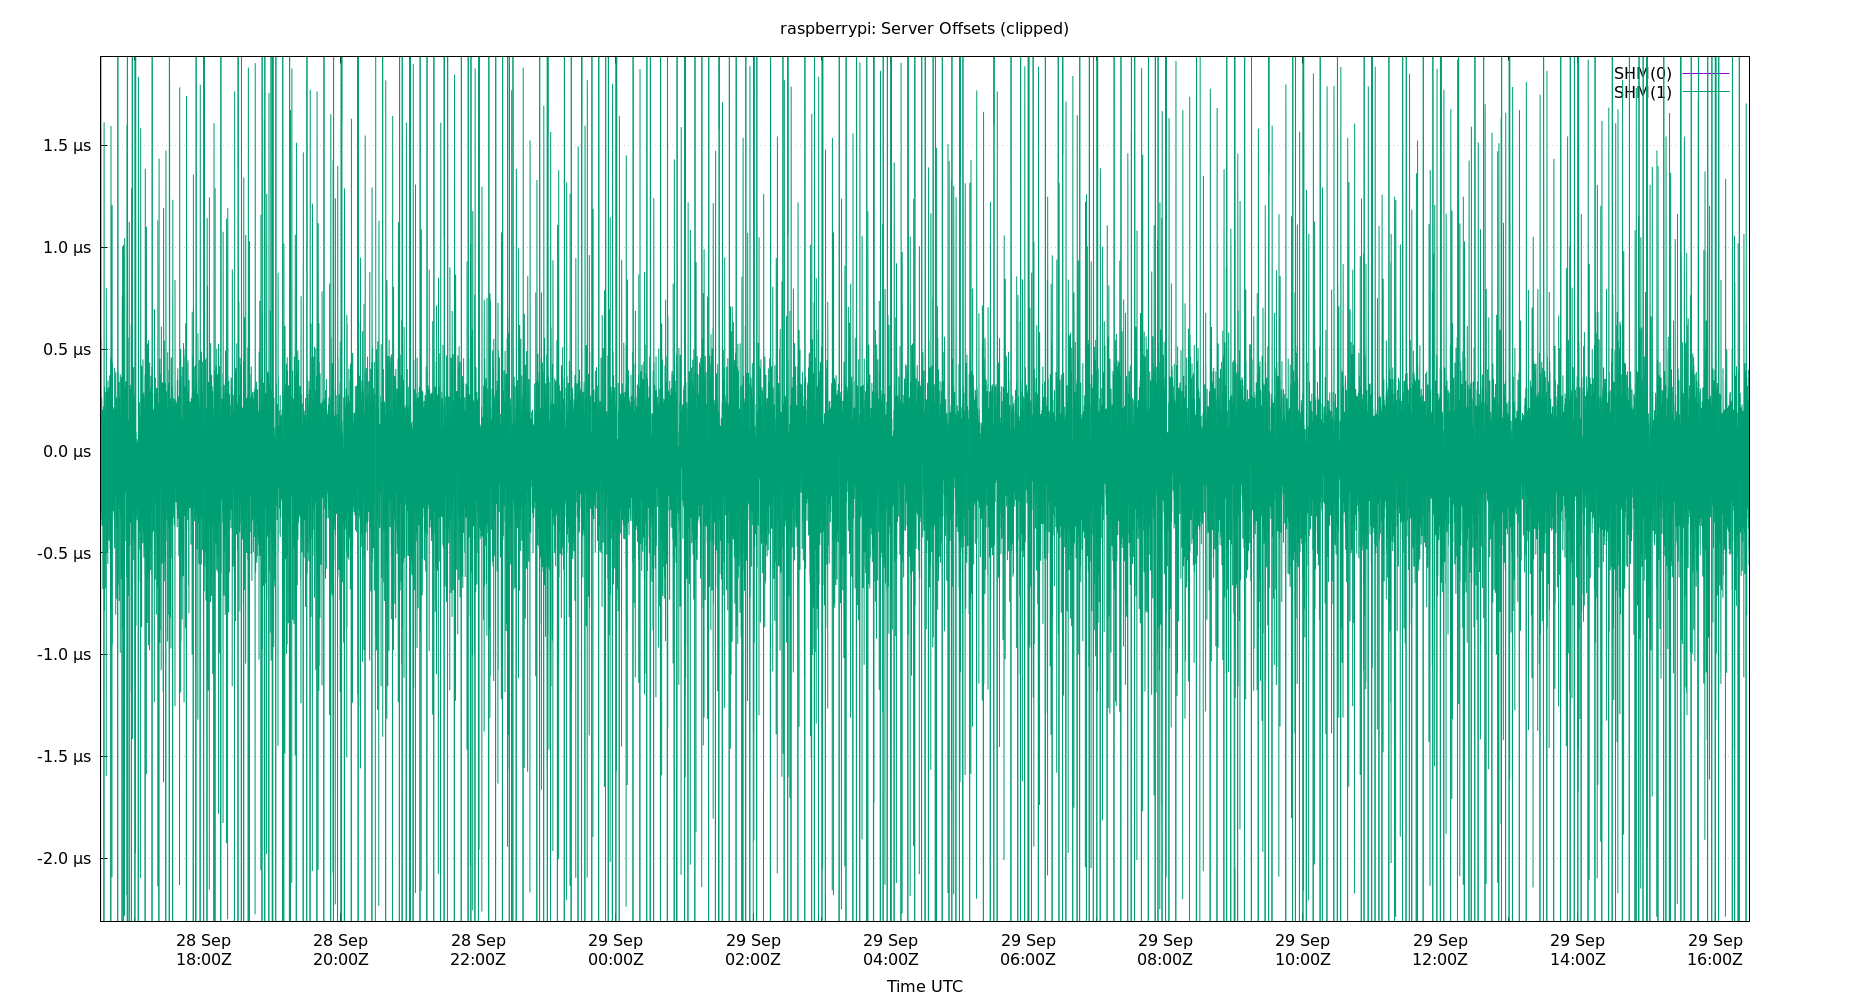 raspberrypi: Server Offsets (clipped)
SHM(0)
SHM(1)
1.5 µs
1.0 µs
0.5 µs
0.0 µs
-0.5 µs
-1.0 µs
-1.5 µs
-2.0 µs
28 Sep 28 Sep 28 Sep 29 Sep 29 Sep 29 Sep 29 Sep 29 Sep 29 Sep 29 Sep 29 Sep 29 Sep
18:00Z 20:00Z 22:00Z 00:00Z 02:00Z 04:00Z 06:00Z 08:00Z 10:00Z 12:00Z 14:00Z 16:00Z
Time UTC